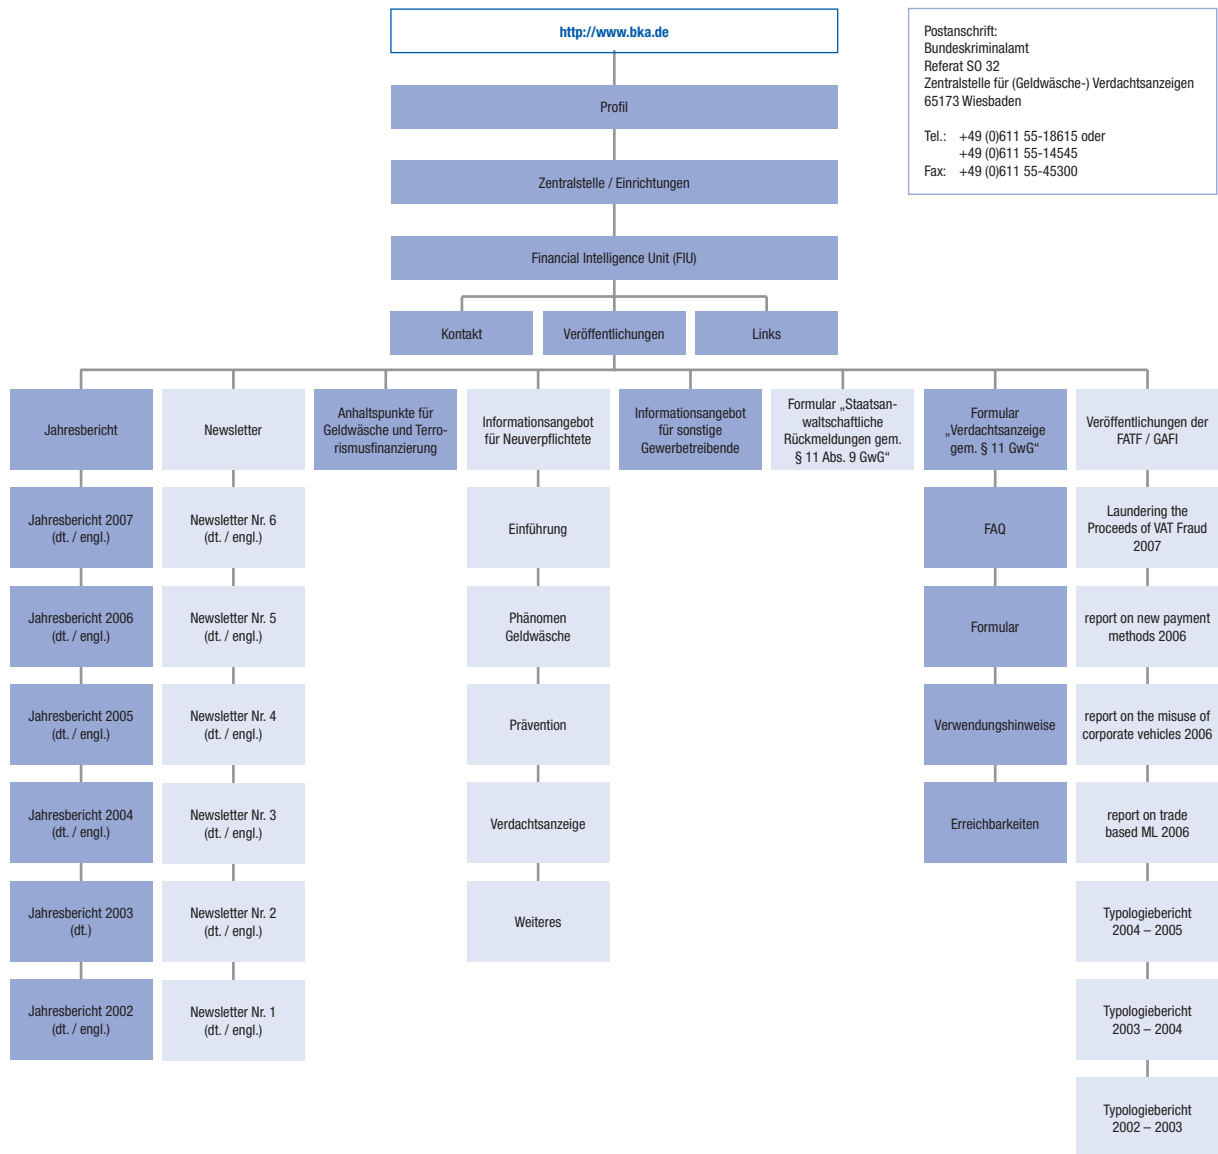 http://www.bka.de
Postanschrift:
Bundeskriminalamt
Referat SO 32
Zentralstelle für (Geldwäsche-) Verdachtsanzeigen
65173 Wiesbaden
Tel.: +49 (0)611 55-18615 oder
+49 (0)611 55-14545
Fax: +49 (0)611 55-45300
Profil
Zentralstelle / Einrichtungen
Financial Intelligence Unit (FIU)
Kontakt
Veröffentlichungen
Links
Jahresbericht
Newsletter
Anhaltspunkte für
Geldwäsche und Terro-
rismusfinanzierung
Informationsangebot
für Neuverpflichtete
Informationsangebot
für sonstige
Gewerbetreibende
Formular „Staatsan-
waltschaftliche
Rückmeldungen gem.
§ 11 Abs. 9 GwG“
Formular
„Verdachtsanzeige
gem. § 11 GwG“
Veröffentlichungen der
FATF / GAFI
Jahresbericht 2007
(dt. / engl.)
Newsletter Nr. 6
(dt. / engl.)
Einführung
FAQ
Laundering the
Proceeds of VAT Fraud
2007
Jahresbericht 2006
(dt. / engl.)
Newsletter Nr. 5
(dt. / engl.)
Phänomen
Geldwäsche
Formular
report on new payment
methods 2006
Jahresbericht 2005
(dt. / engl.)
Newsletter Nr. 4
(dt. / engl.)
Prävention
Verwendungshinweise
report on the misuse of
corporate vehicles 2006
Jahresbericht 2004
(dt. / engl.)
Newsletter Nr. 3
(dt. / engl.)
Verdachtsanzeige
Erreichbarkeiten
report on trade
based ML 2006
Jahresbericht 2003
(dt.)
Newsletter Nr. 2
(dt. / engl.)
Weiteres
Typologiebericht
2004 – 2005
Jahresbericht 2002
(dt. / engl.)
Newsletter Nr. 1
(dt. / engl.)
Typologiebericht
2003 – 2004
Typologiebericht
2002 – 2003